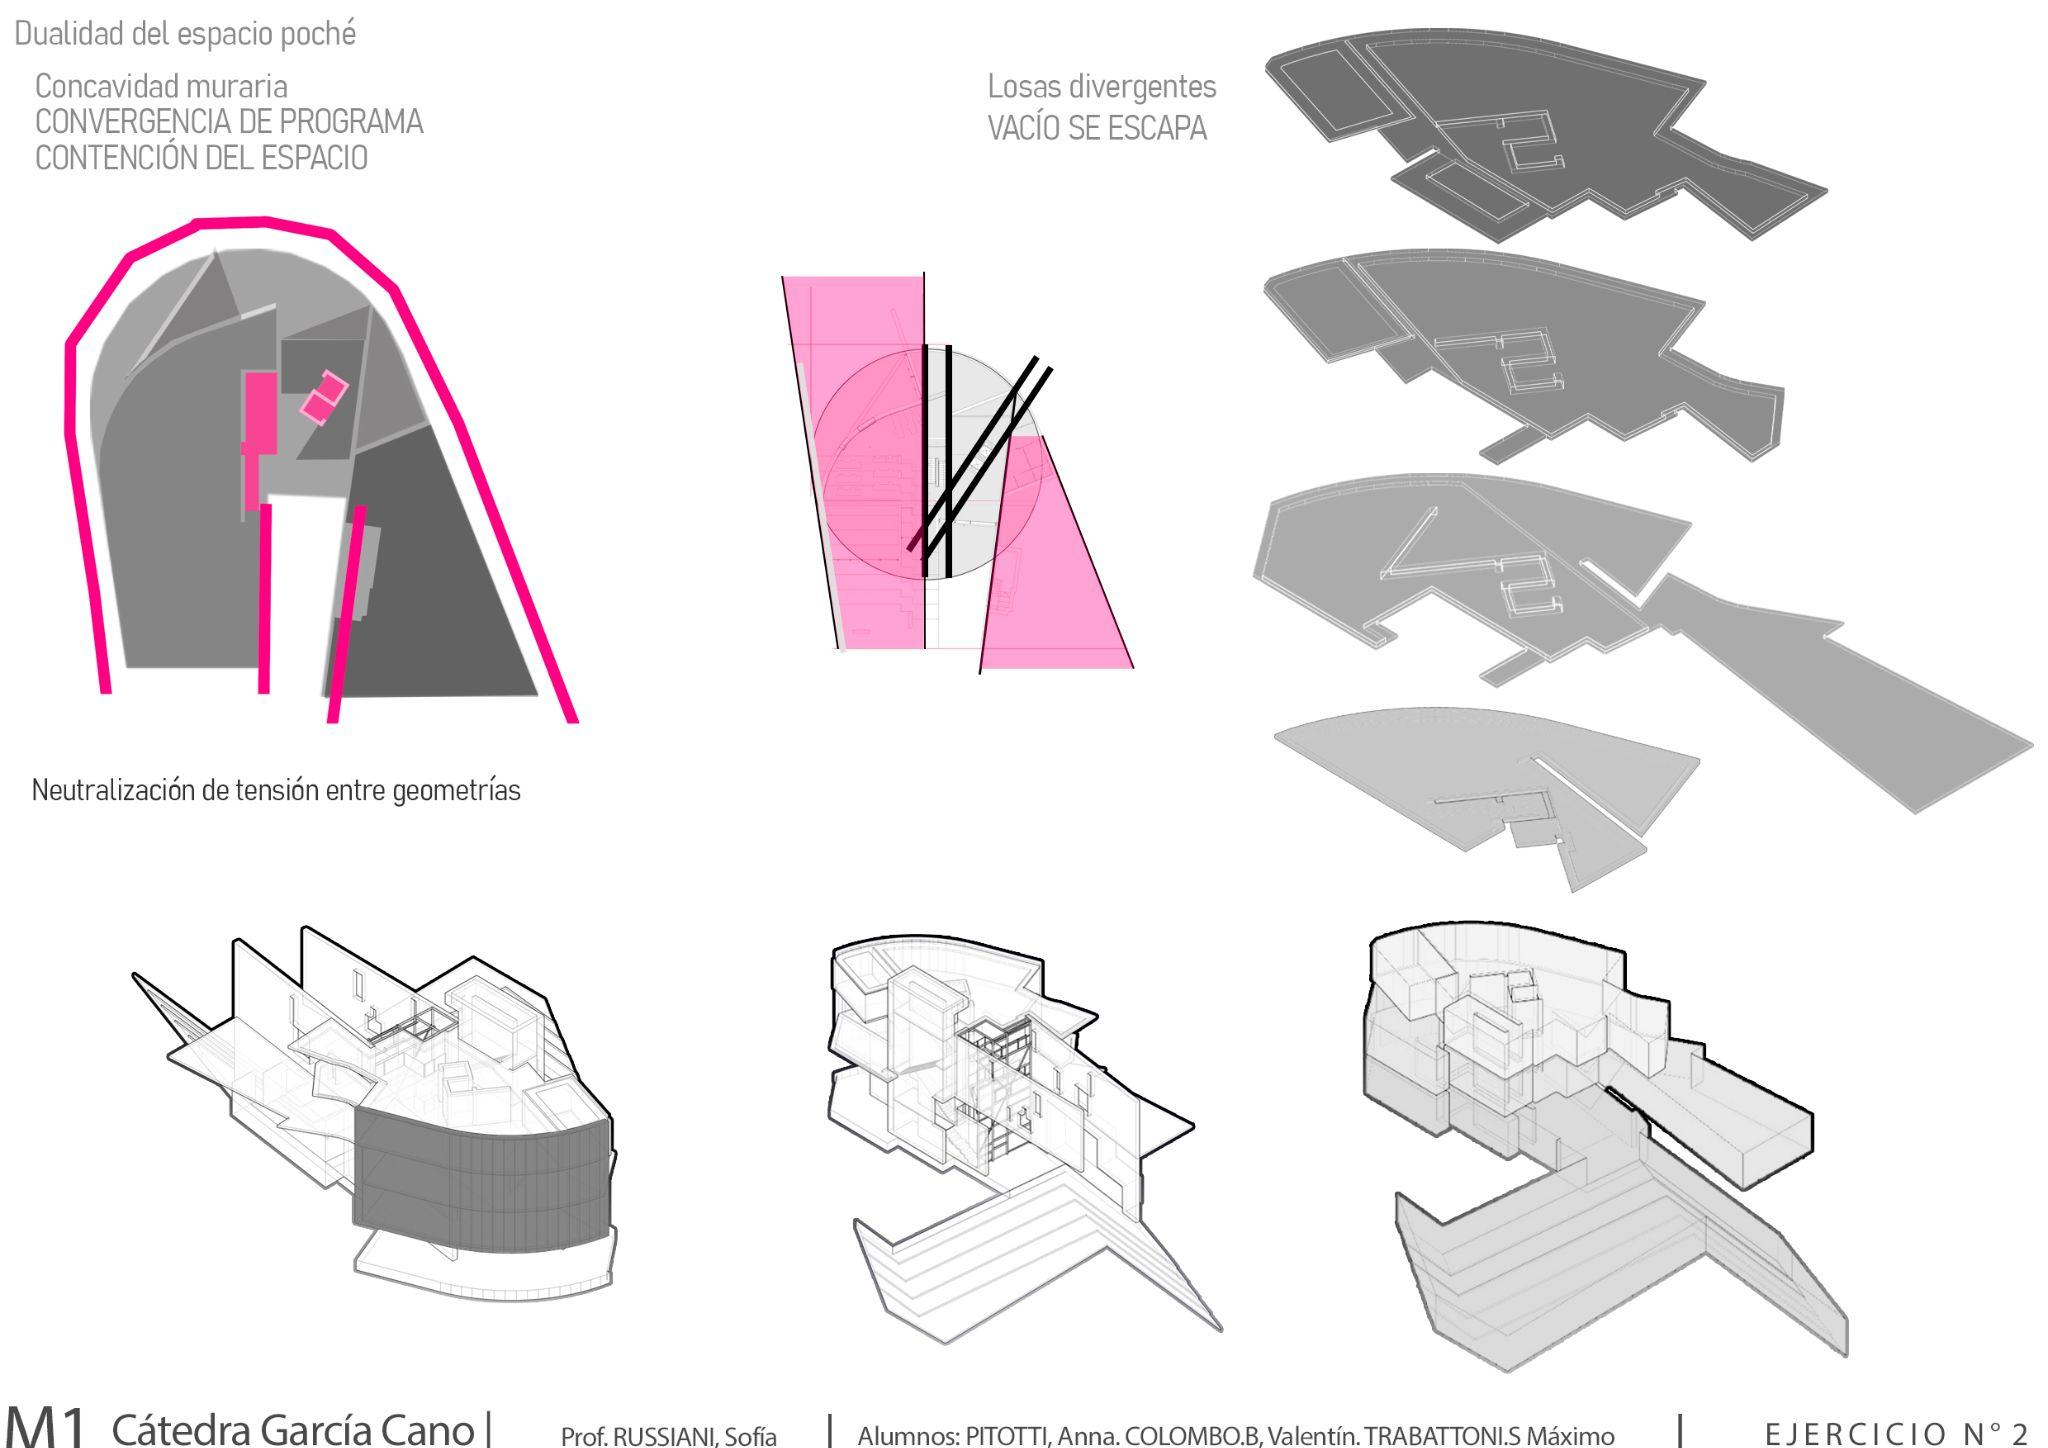 Dualidad del espacio poché
Concavidad muraria
CONVERGENCIA DE PROGRAMA
CONTENCIÓN DEL ESPACIO
Losas divergentes
VACÍO SE ESCAPA
Neutralización de tensión entre geometrías
M1 Cátedra García Cano | Prof. RUSSIANI, Sofía | Alumnos: PITOTTI, Anna. COLOMBO.B, Valentín. TRABATTONI.S Máximo | EJERCICIO N° 2